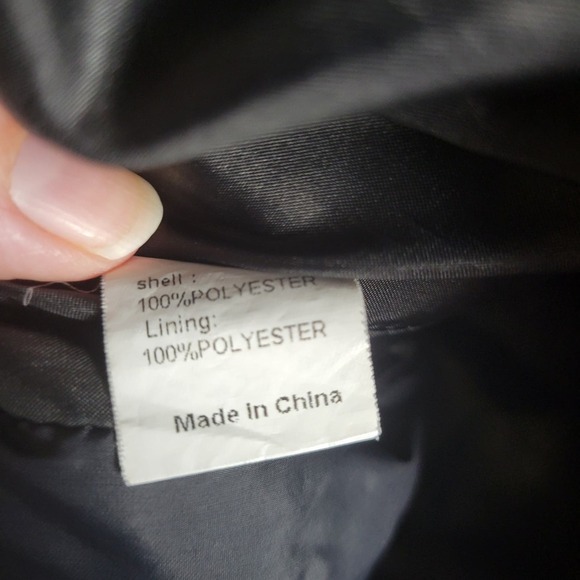 shell :
100%POLYESTER
Lining:
100%POLYESTER
Made in China